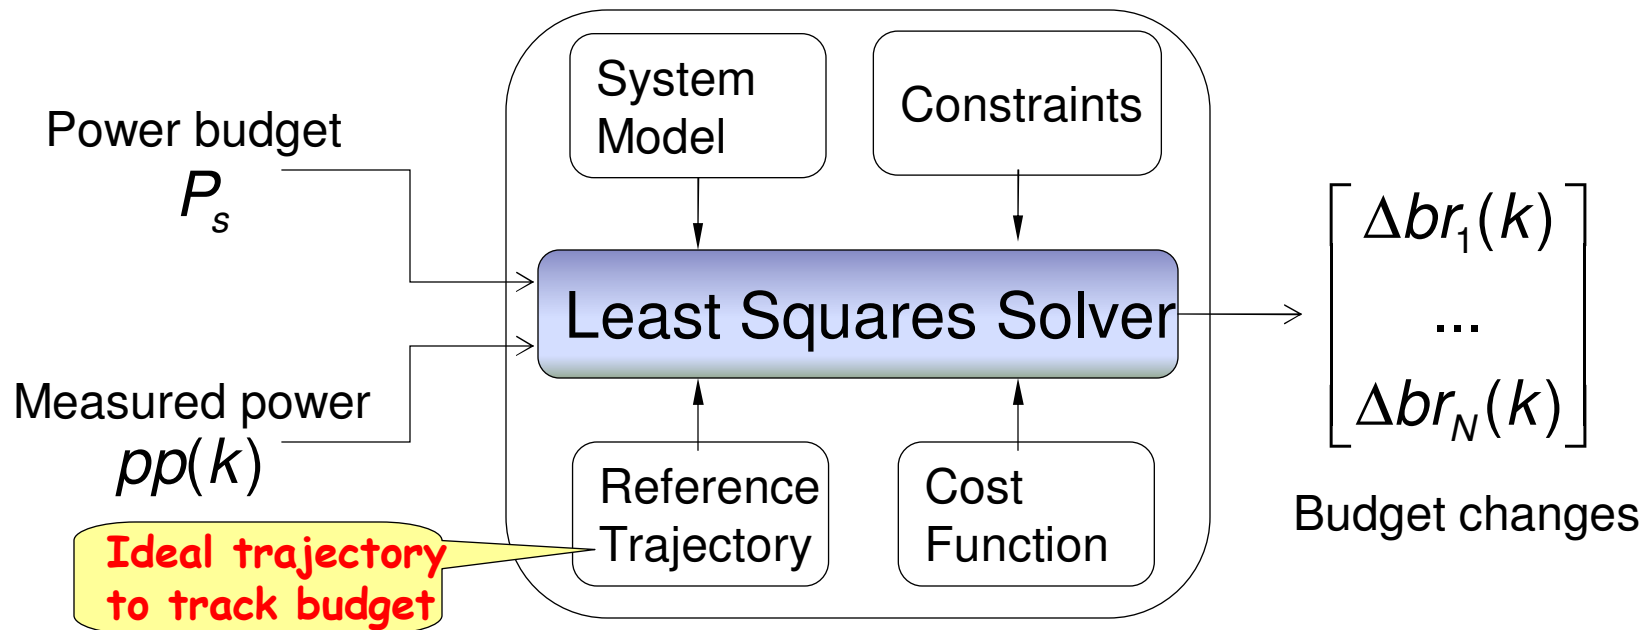 System
Model
Constraints
Power budget
P_s
Least Squares Solver
Measured power
pp(k)
Reference
Trajectory
Cost
Function
Ideal trajectory
to track budget
Δbr_1(k)
...
Δbr_N(k)
Budget changes